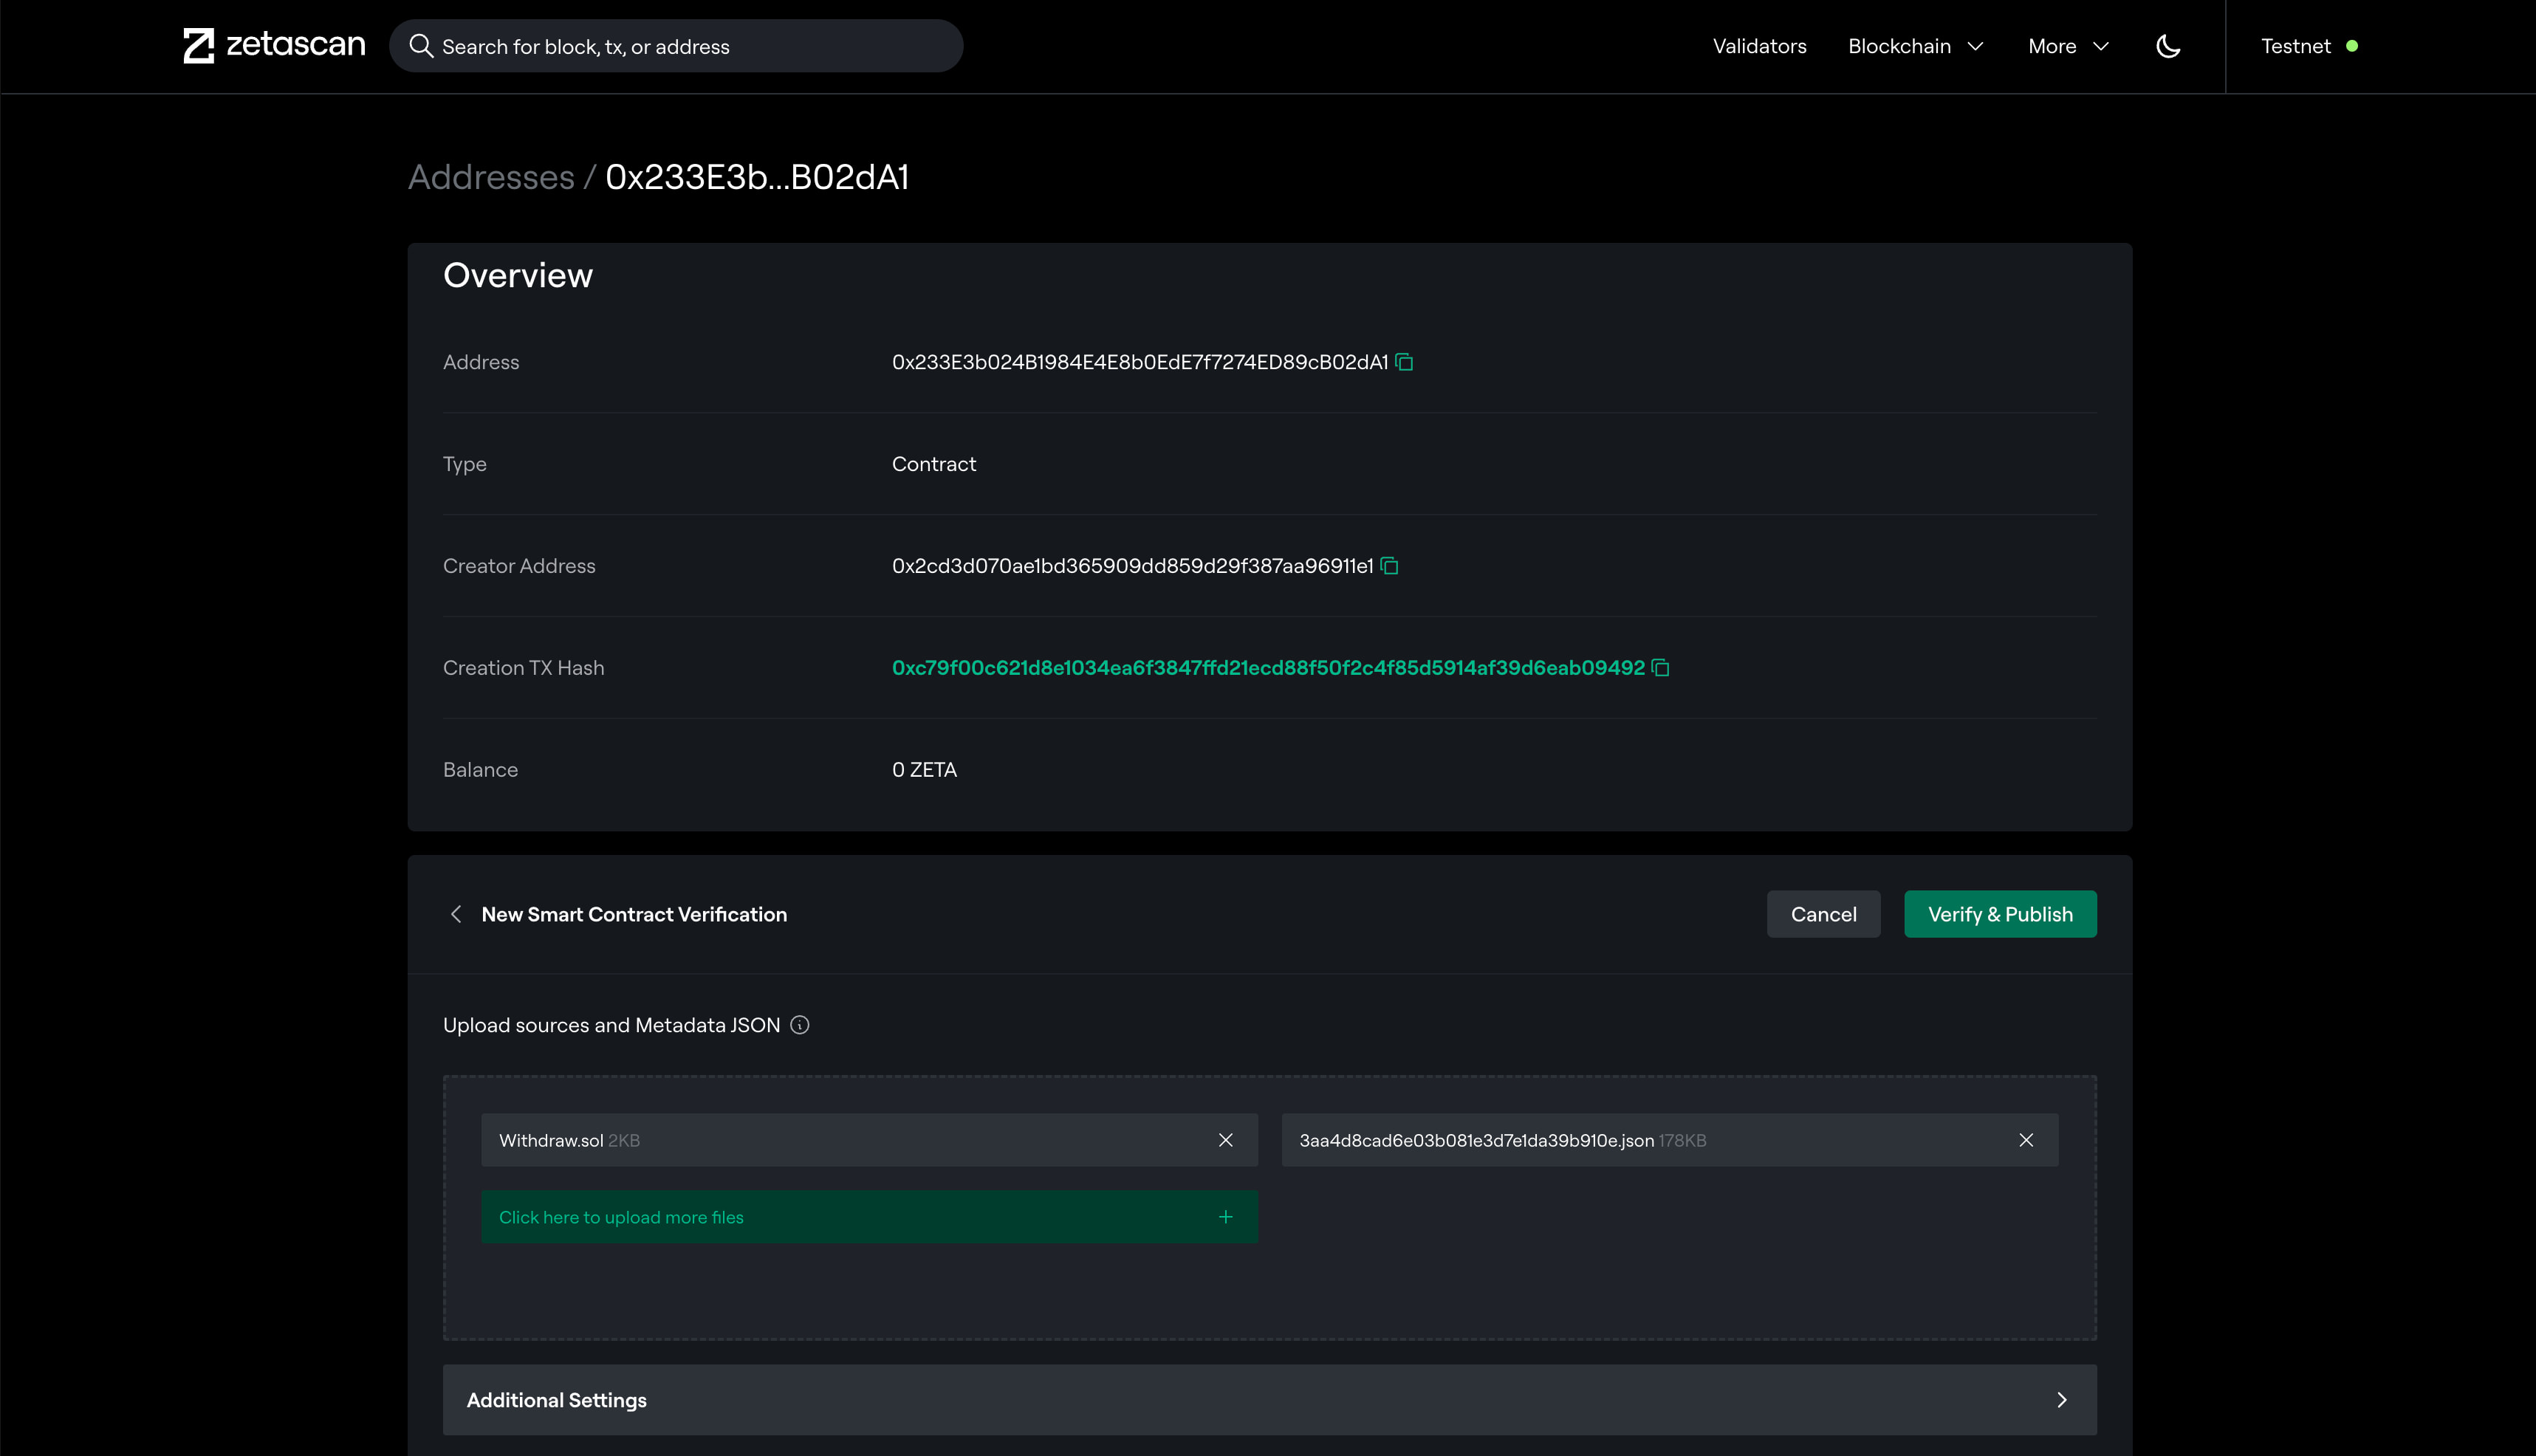 zetascan
Search for block, tx, or address
Validators
Blockchain
More
Testnet
Addresses / 0x233E3b...B02dA1
Overview
Address
0x233E3b024B1984E4E8b0EdE7f7274ED89cB02dA1
Type
Contract
Creator Address
0x2cd3d070ae1bd365909dd859d29f387aa96911e1
Creation TX Hash
0xc79f00c621d8e1034ea6f3847ffd21ecd88f50f2c4f85d5914af39d6eab09492
Balance
0 ZETA
New Smart Contract Verification
Cancel
Verify & Publish
Upload sources and Metadata JSON
Withdraw.sol 2KB
3aa4d8cad6e03b081e3d7e1da39b910e.json 178KB
Click here to upload more files
Additional Settings